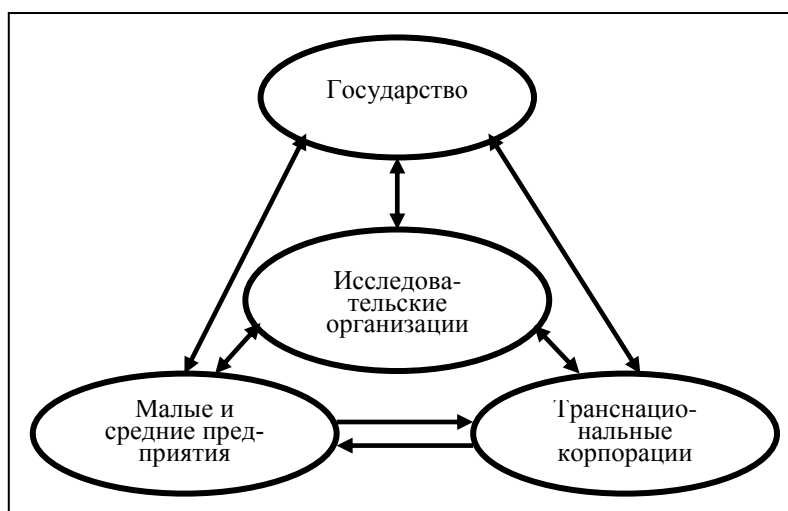 Государство
Исследова-
тельские
организации
Малые и
средние пред-
приятия
Транснацио-
нальные
корпорации